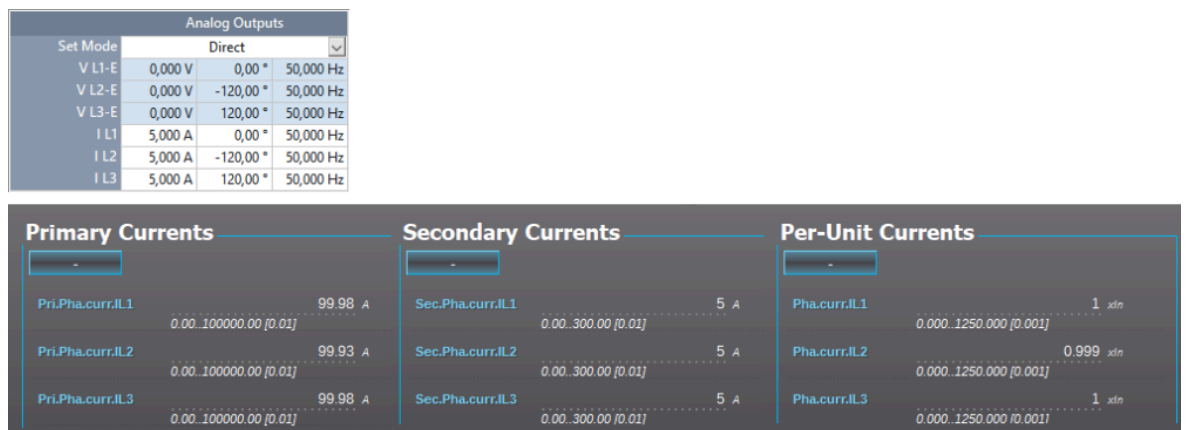 Analog Outputs
Set Mode Direct
V L1-E 0,000 V 0,00 ° 50,000 Hz
V L2-E 0,000 V -120,00 ° 50,000 Hz
V L3-E 0,000 V 120,00 ° 50,000 Hz
I L1 5,000 A 0,00 ° 50,000 Hz
I L2 5,000 A -120,00 ° 50,000 Hz
I L3 5,000 A 120,00 ° 50,000 Hz
Primary Currents Secondary Currents Per-Unit Currents
- - -
Pri.Pha.curr.IL1 99.98 A Sec.Pha.curr.IL1 5 A Pha.curr.IL1 1 xIn
0.00..100000.00 [0.01] 0.00..300.00 [0.01] 0.000..1250.000 [0.001]
Pri.Pha.curr.IL2 99.93 A Sec.Pha.curr.IL2 5 A Pha.curr.IL2 0.999 xIn
0.00..100000.00 [0.01] 0.00..300.00 [0.01] 0.000..1250.000 [0.001]
Pri.Pha.curr.IL3 99.98 A Sec.Pha.curr.IL3 5 A Pha.curr.IL3 1 xIn
0.00..100000.00 [0.01] 0.00..300.00 [0.01] 0.000..1250.000 [0.001]